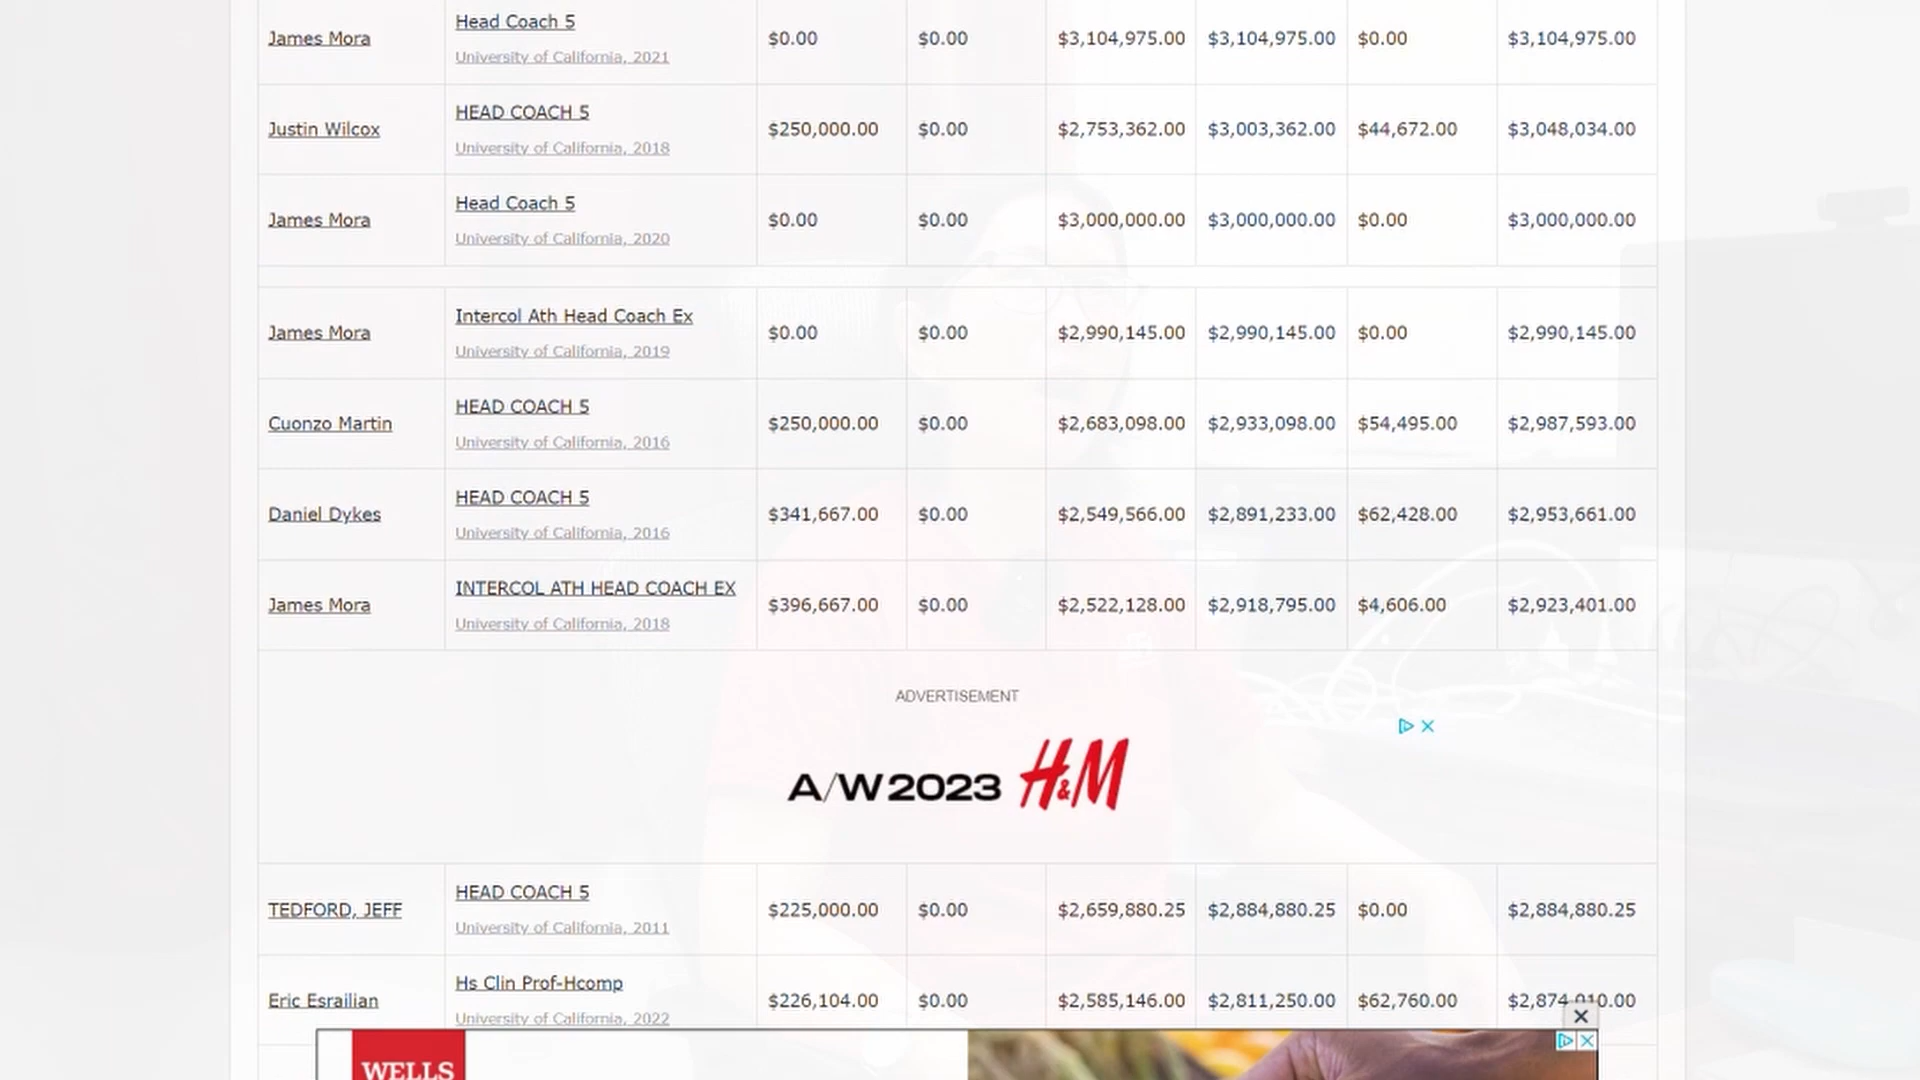 James Mora
Head Coach 5
University of California, 2021
$0.00
$0.00
$3,104,975.00
$3,104,975.00
$0.00
$3,104,975.00
Justin Wilcox
HEAD COACH 5
University of California, 2018
$250,000.00
$0.00
$2,753,362.00
$3,003,362.00
$44,672.00
$3,048,034.00
James Mora
Head Coach 5
University of California, 2020
$0.00
$0.00
$3,000,000.00
$3,000,000.00
$0.00
$3,000,000.00
James Mora
Intercol Ath Head Coach Ex
University of California, 2019
$0.00
$0.00
$2,990,145.00
$2,990,145.00
$0.00
$2,990,145.00
Cuonzo Martin
HEAD COACH 5
University of California, 2016
$250,000.00
$0.00
$2,683,098.00
$2,933,098.00
$54,495.00
$2,987,593.00
Daniel Dykes
HEAD COACH 5
University of California, 2016
$341,667.00
$0.00
$2,549,566.00
$2,891,233.00
$62,428.00
$2,953,661.00
James Mora
INTERCOL ATH HEAD COACH EX
University of California, 2018
$396,667.00
$0.00
$2,522,128.00
$2,918,795.00
$4,606.00
$2,923,401.00
ADVERTISEMENT
A/W2023 H&M
TEDFORD, JEFF
HEAD COACH 5
University of California, 2011
$225,000.00
$0.00
$2,659,880.25
$2,884,880.25
$0.00
$2,884,880.25
Eric Esrailian
Hs Clin Prof-Hcomp
University of California, 2022
$226,104.00
$0.00
$2,585,146.00
$2,811,250.00
$62,760.00
$2,874,010.00
WELLS